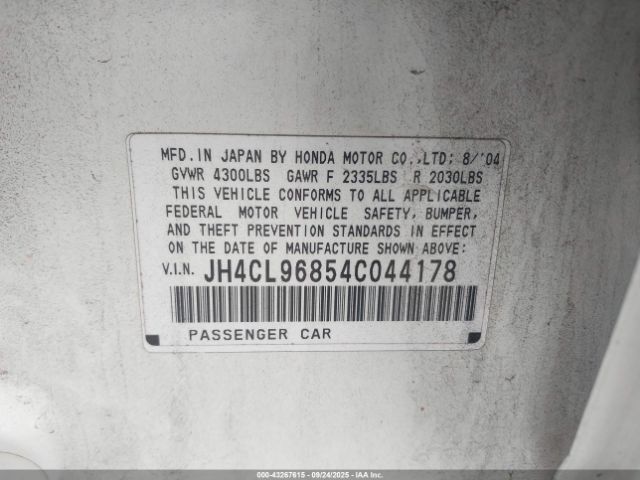 MFD. IN JAPAN BY HONDA MOTOR CO.,LTD: 8/'04
GVWR 4300LBS GAWR F 2335LBS R 2030LBS
THIS VEHICLE CONFORMS TO ALL APPLICABLE
FEDERAL MOTOR VEHICLE SAFETY, BUMPER,
AND THEFT PREVENTION STANDARDS IN EFFECT
ON THE DATE OF MANUFACTURE SHOWN ABOVE:
V.I.N. JH4CL96854C044178
PASSENGER CAR
000-43267615 - 09/24/2025 - IAAI.COM